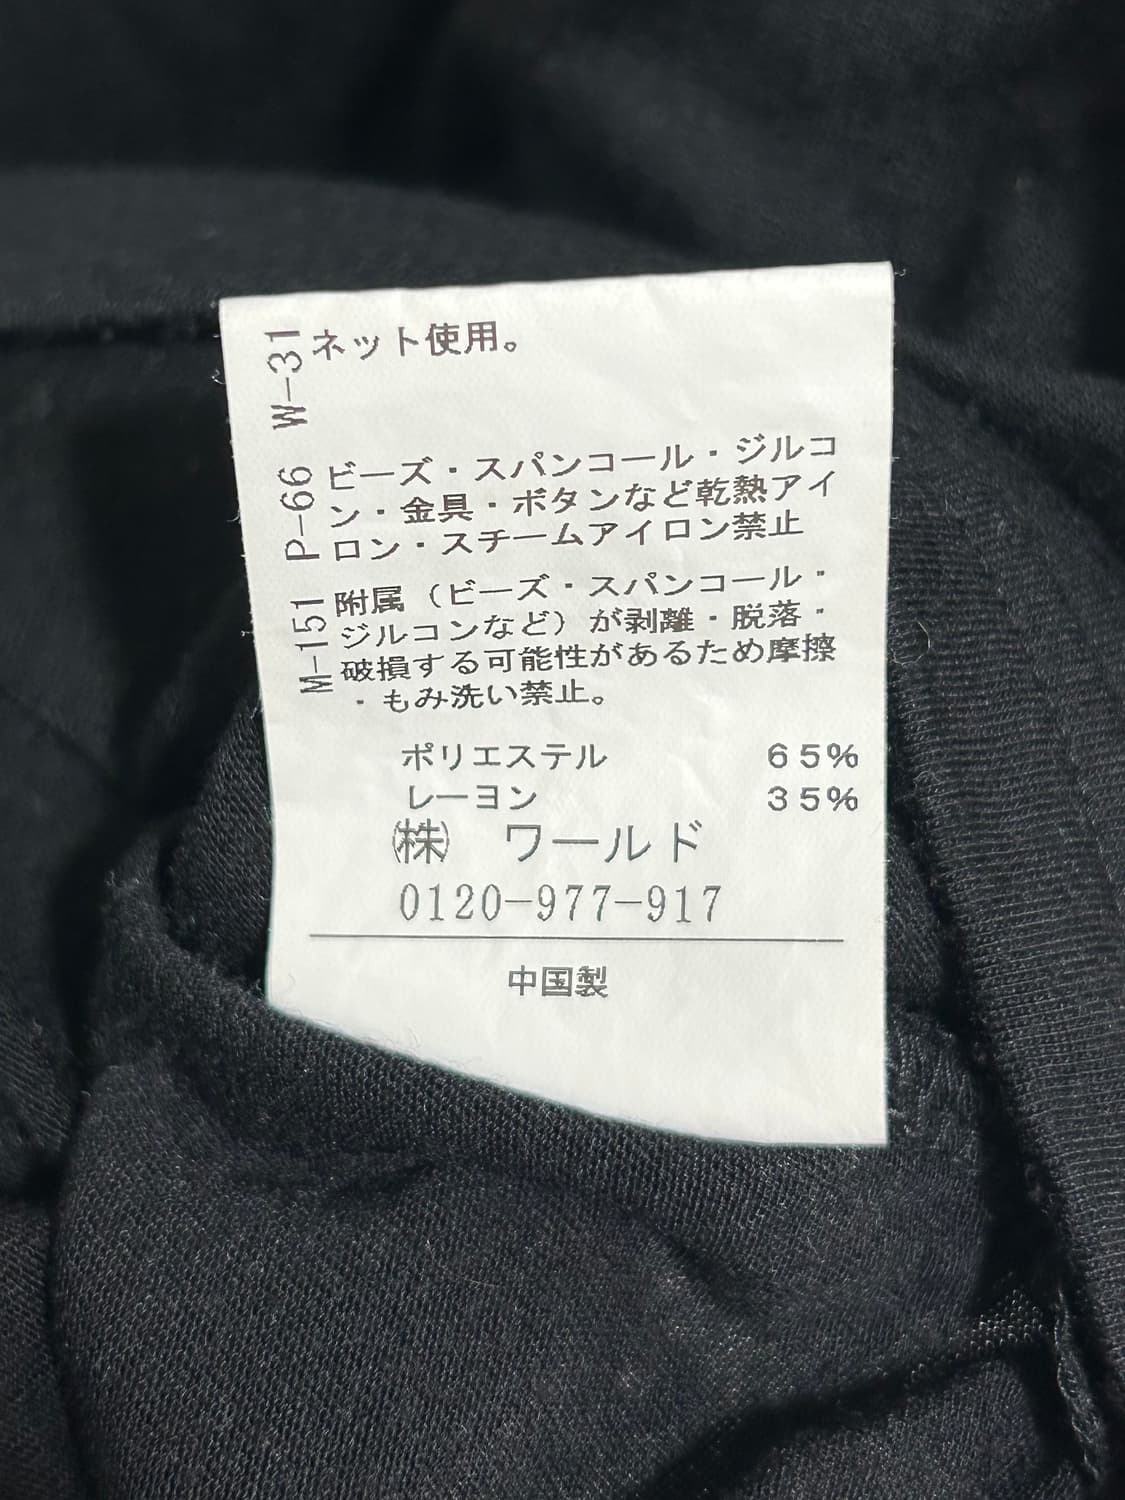 W-31
ネット使用。
P-66
ビーズ・スパンコール・ジルコ
ン・金具・ボタンなど乾熱アイ
ロン・スチームアイロン禁止
M-151
附属（ビーズ・スパンコール・
ジルコンなど）が剥離・脱落・
破損する可能性があるため摩擦
・もみ洗い禁止。
ポリエステル 65%
レーヨン 35%
㈱ ワールド
0120-977-917
中国製